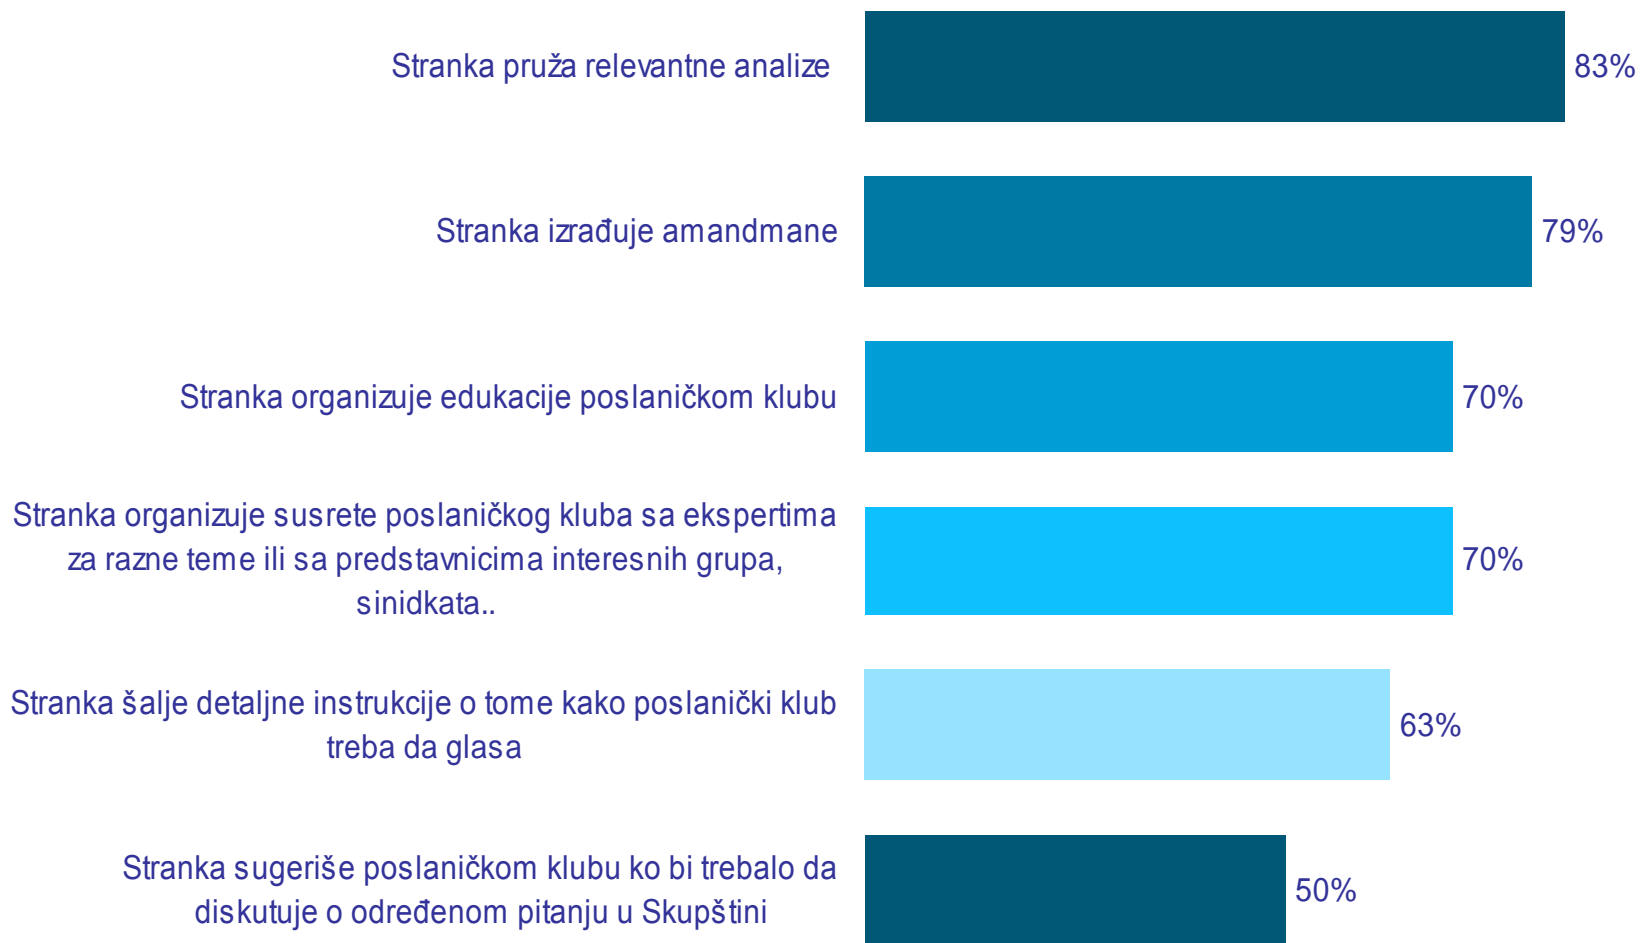 Stranka pruža relevantne analize
83%
Stranka izrađuje amandmane
79%
Stranka organizuje edukacije poslaničkom klubu
70%
Stranka organizuje susrete poslaničkog kluba sa ekspertima
za razne teme ili sa predstavnicima interesnih grupa,
sinidkata..
70%
Stranka šalje detaljne instrukcije o tome kako poslanički klub
treba da glasa
63%
Stranka sugeriše poslaničkom klubu ko bi trebalo da
diskutuje o određenom pitanju u Skupštini
50%